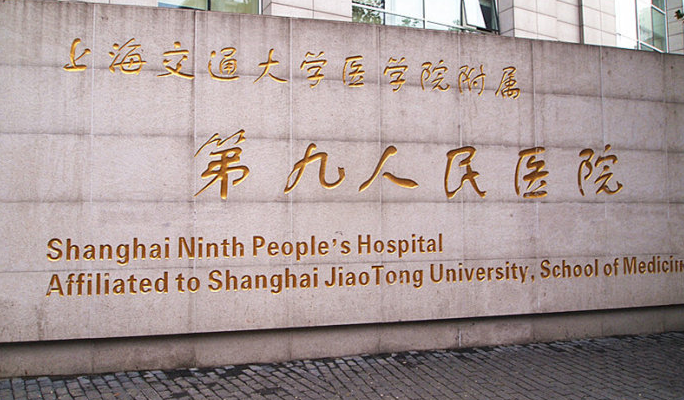 上海交通大学医学院附属
第九人民医院
Shanghai Ninth People's Hospital
Affiliated to Shanghai JiaoTong University, School of Medicin